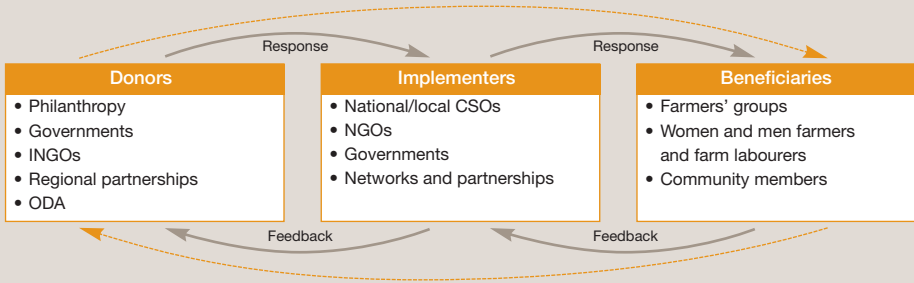 Response
Response
Donors
• Philanthropy
• Governments
• INGOs
• Regional partnerships
• ODA
Implementers
• National/local CSOs
• NGOs
• Governments
• Networks and partnerships
Beneficiaries
• Farmers’ groups
• Women and men farmers
and farm labourers
• Community members
Feedback
Feedback